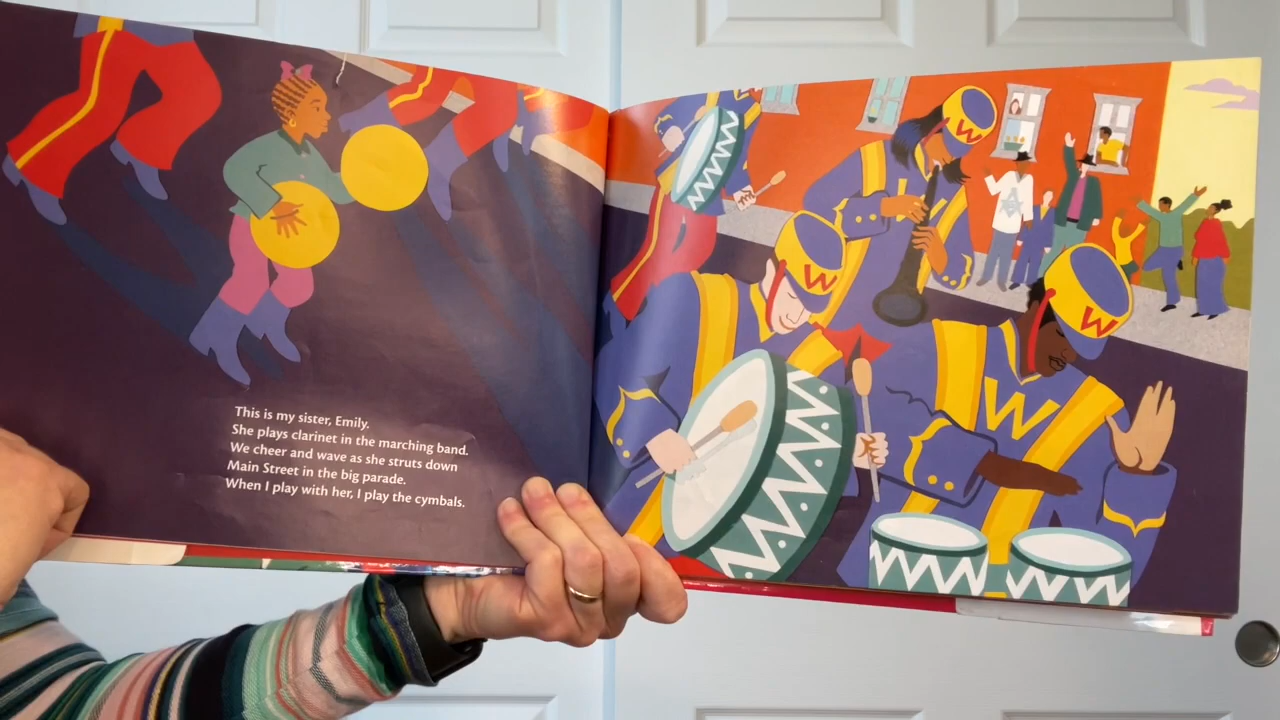 This is my sister, Emily.
She plays clarinet in the marching band.
We cheer and wave as she struts down
Main Street in the big parade.
When I play with her, I play the cymbals.
W
W
W
W